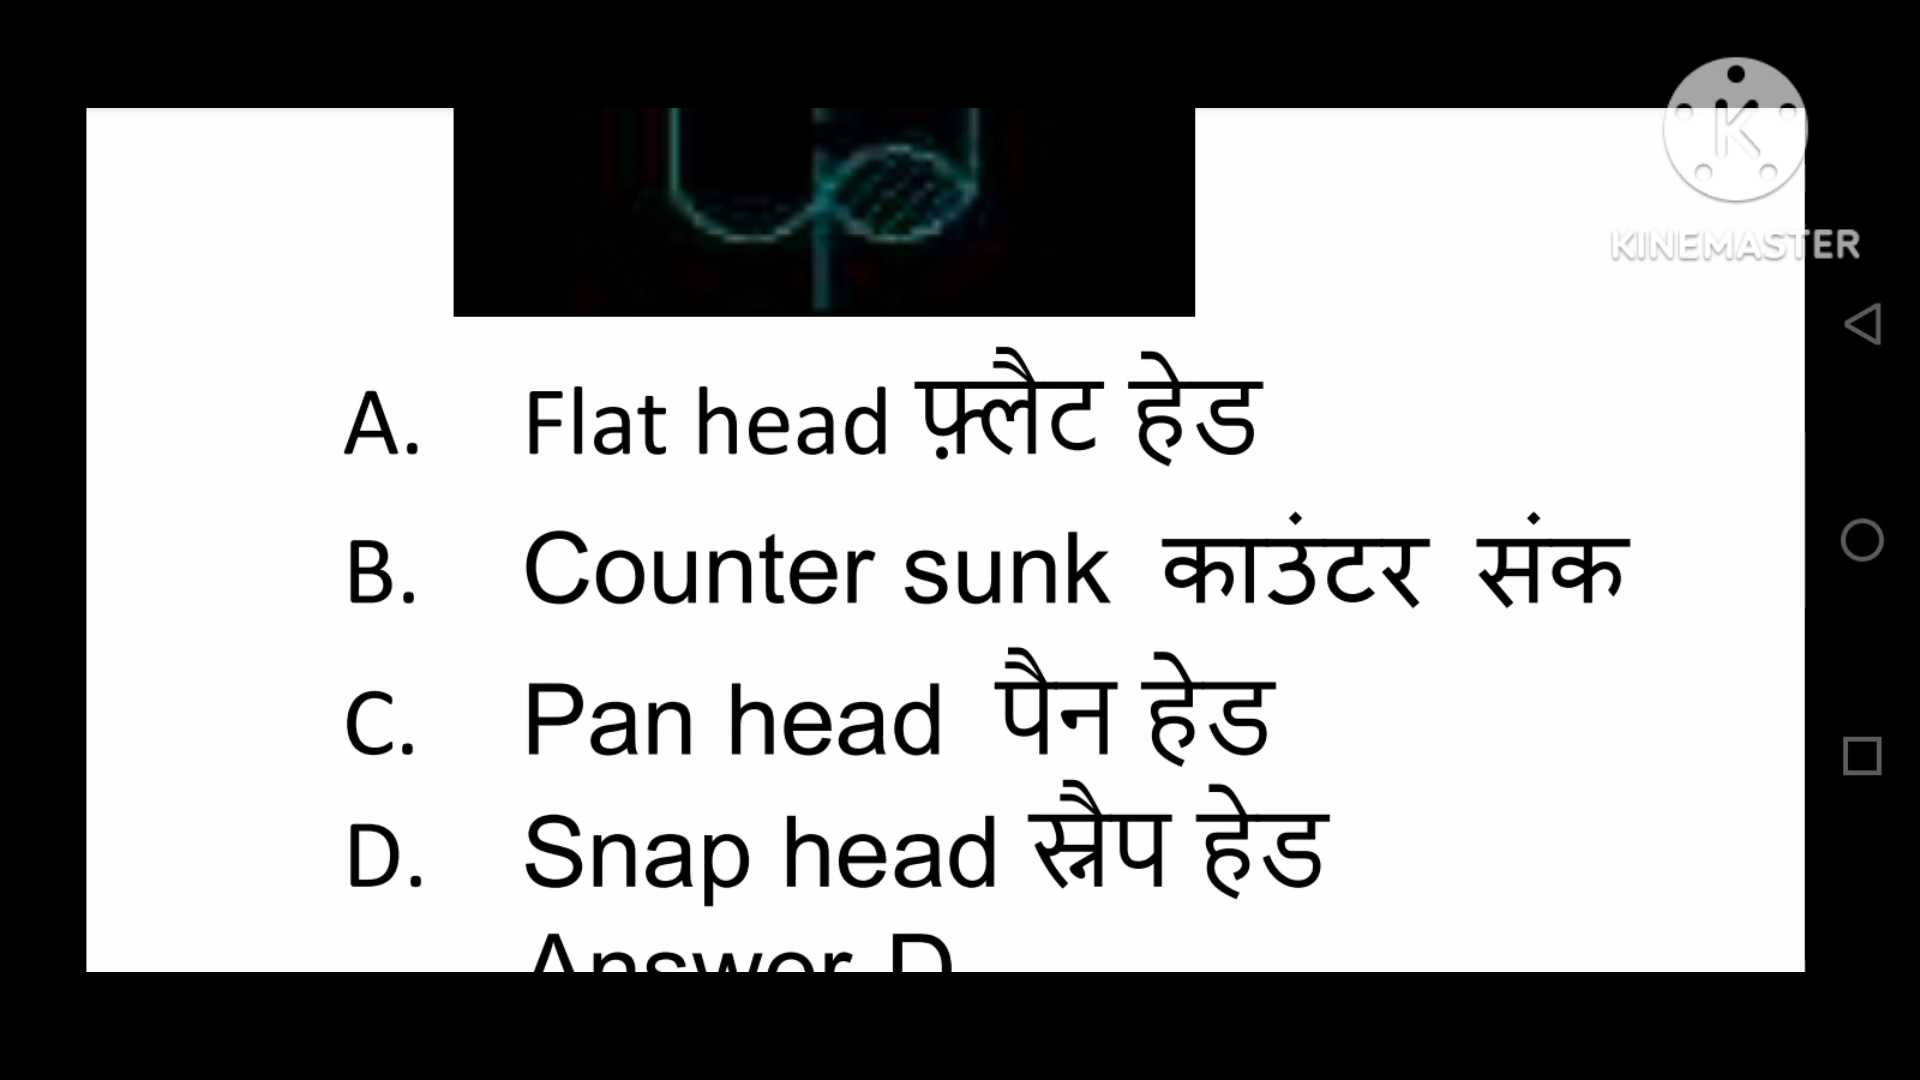 K
KINEMASTER
A. Flat head फ़्लैट हेड
B. Counter sunk काउंटर संक
C. Pan head पैन हेड
D. Snap head स्नैप हेड
Answer D